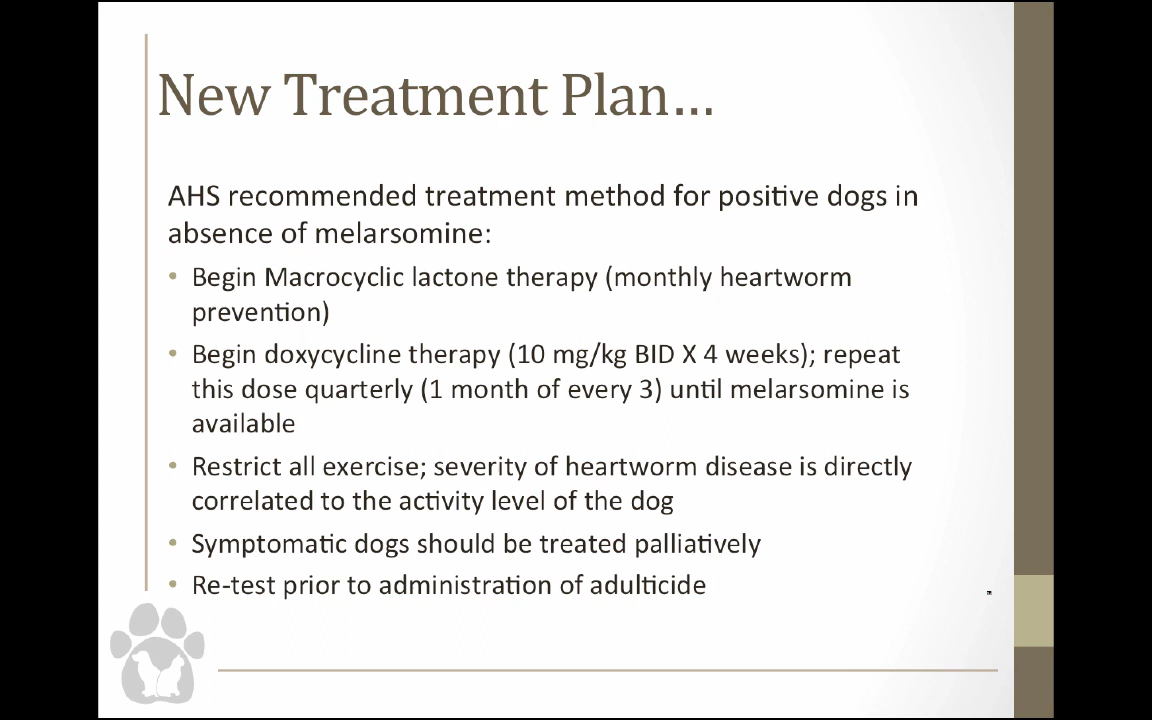 New Treatment Plan...
AHS recommended treatment method for positive dogs in
absence of melarsomine:
• Begin Macrocyclic lactone therapy (monthly heartworm
prevention)
• Begin doxycycline therapy (10 mg/kg BID X 4 weeks); repeat
this dose quarterly (1 month of every 3) until melarsomine is
available
• Restrict all exercise; severity of heartworm disease is directly
correlated to the activity level of the dog
• Symptomatic dogs should be treated palliatively
• Re-test prior to administration of adulticide